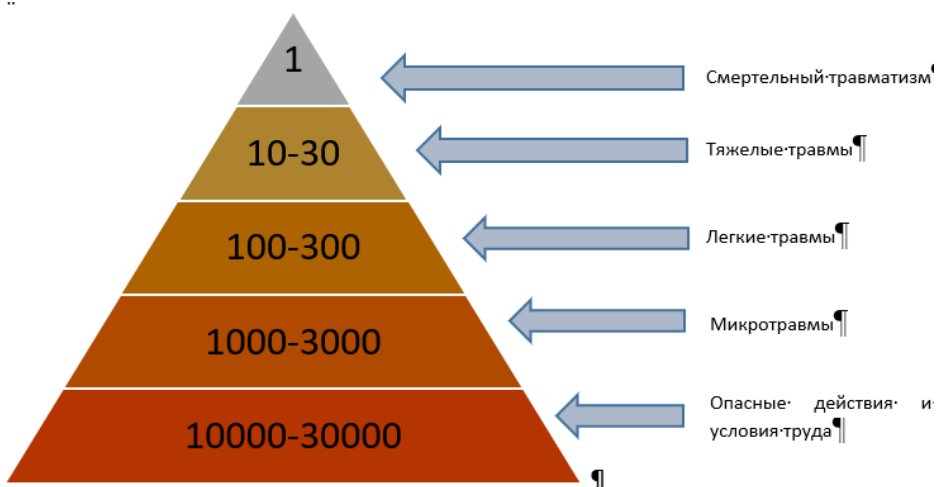 1
Смертельный травматизм
10-30
Тяжелые травмы
100-300
Легкие травмы
1000-3000
Микротравмы
10000-30000
Опасные действия и
условия труда